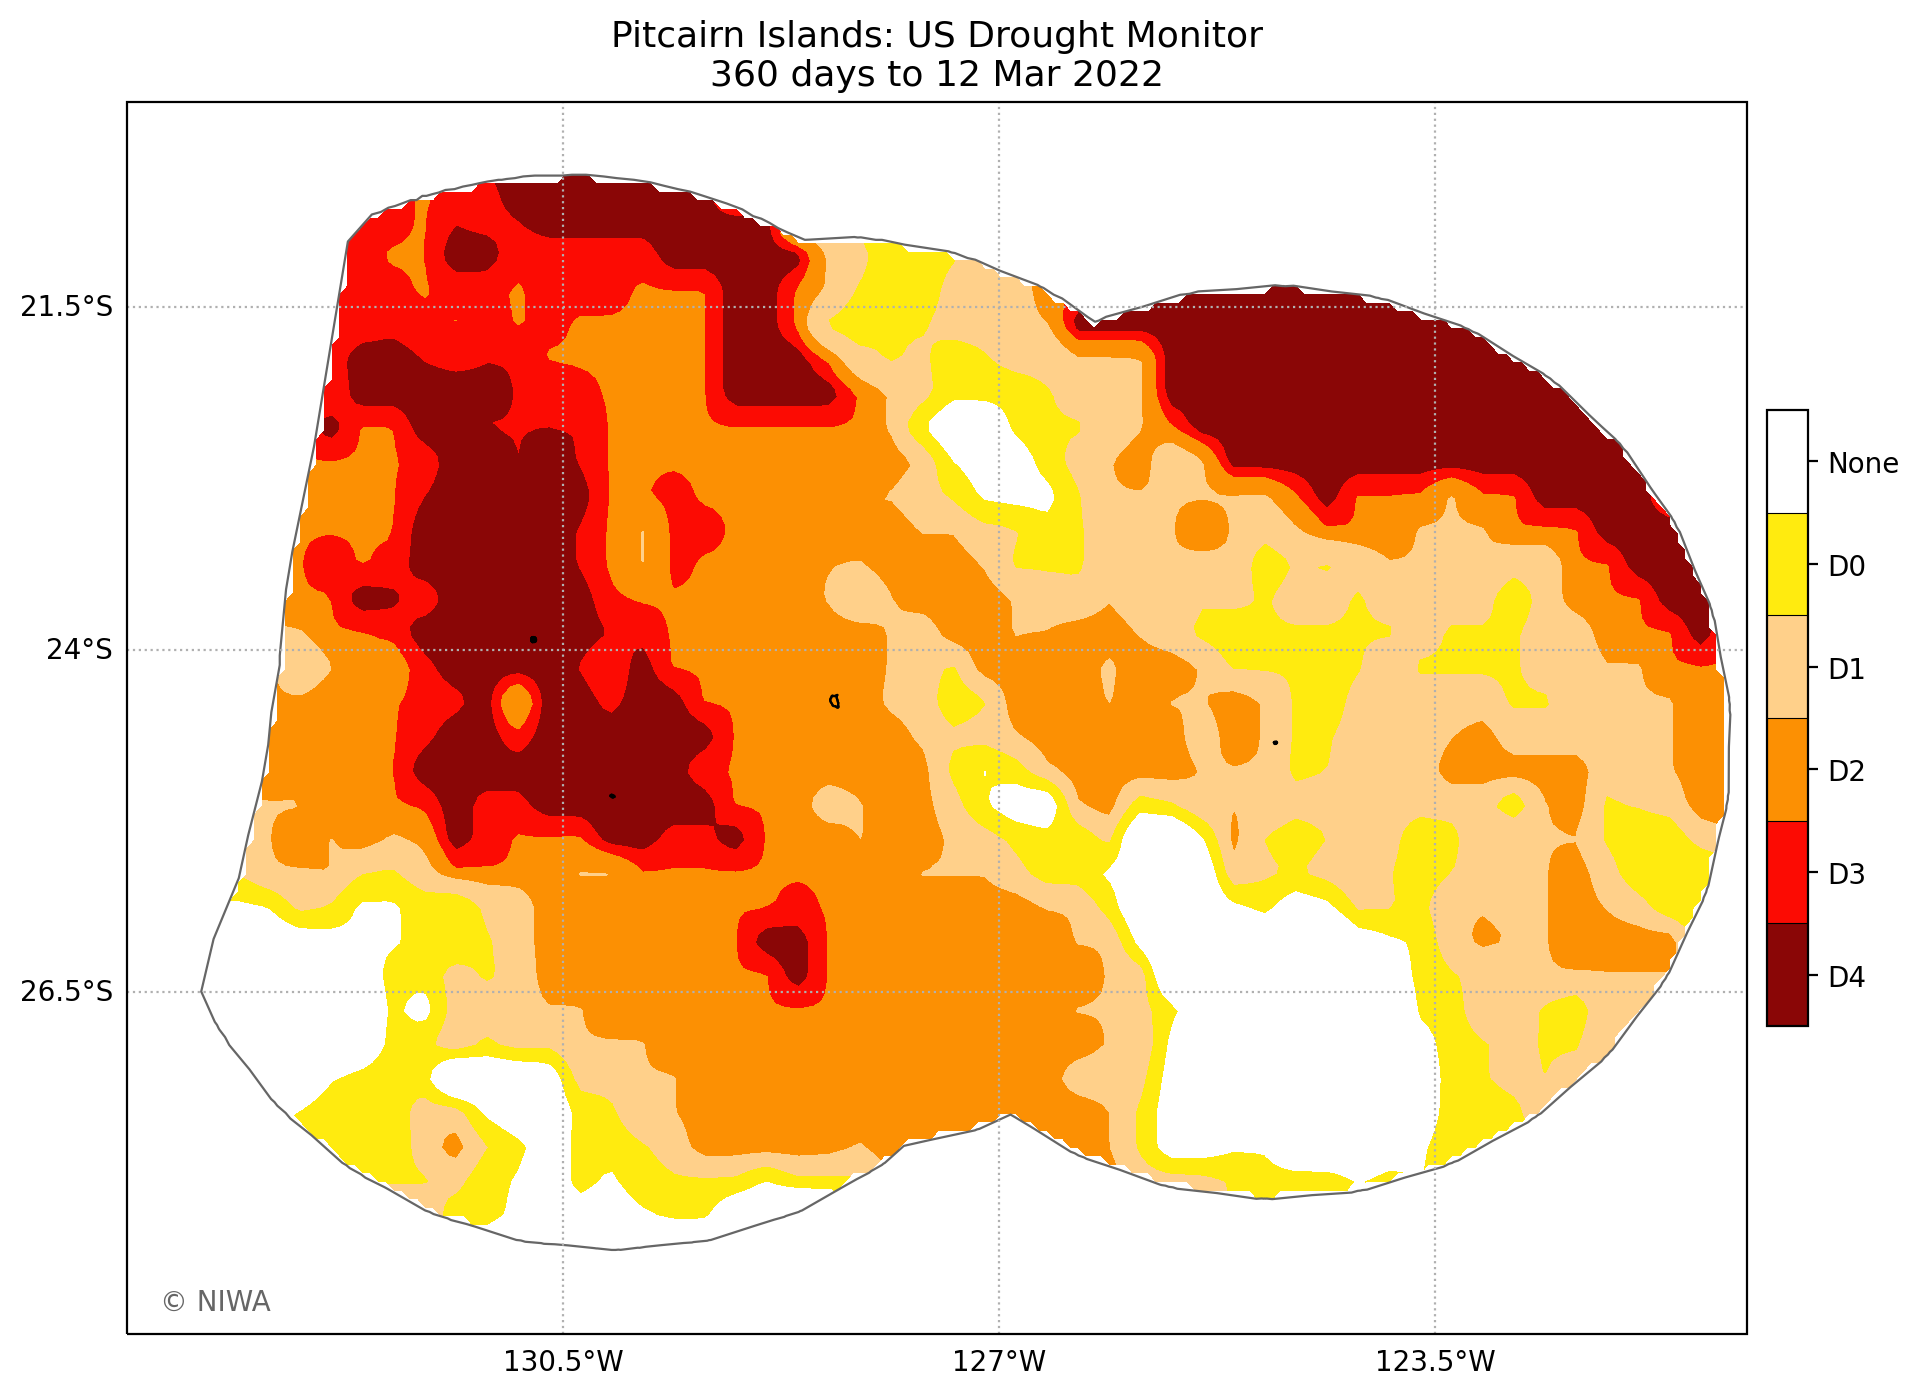 Pitcairn Islands: US Drought Monitor
360 days to 12 Mar 2022
21.5°S
24°S
26.5°S
130.5°W
127°W
123.5°W
None
D0
D1
D2
D3
D4
© NIWA